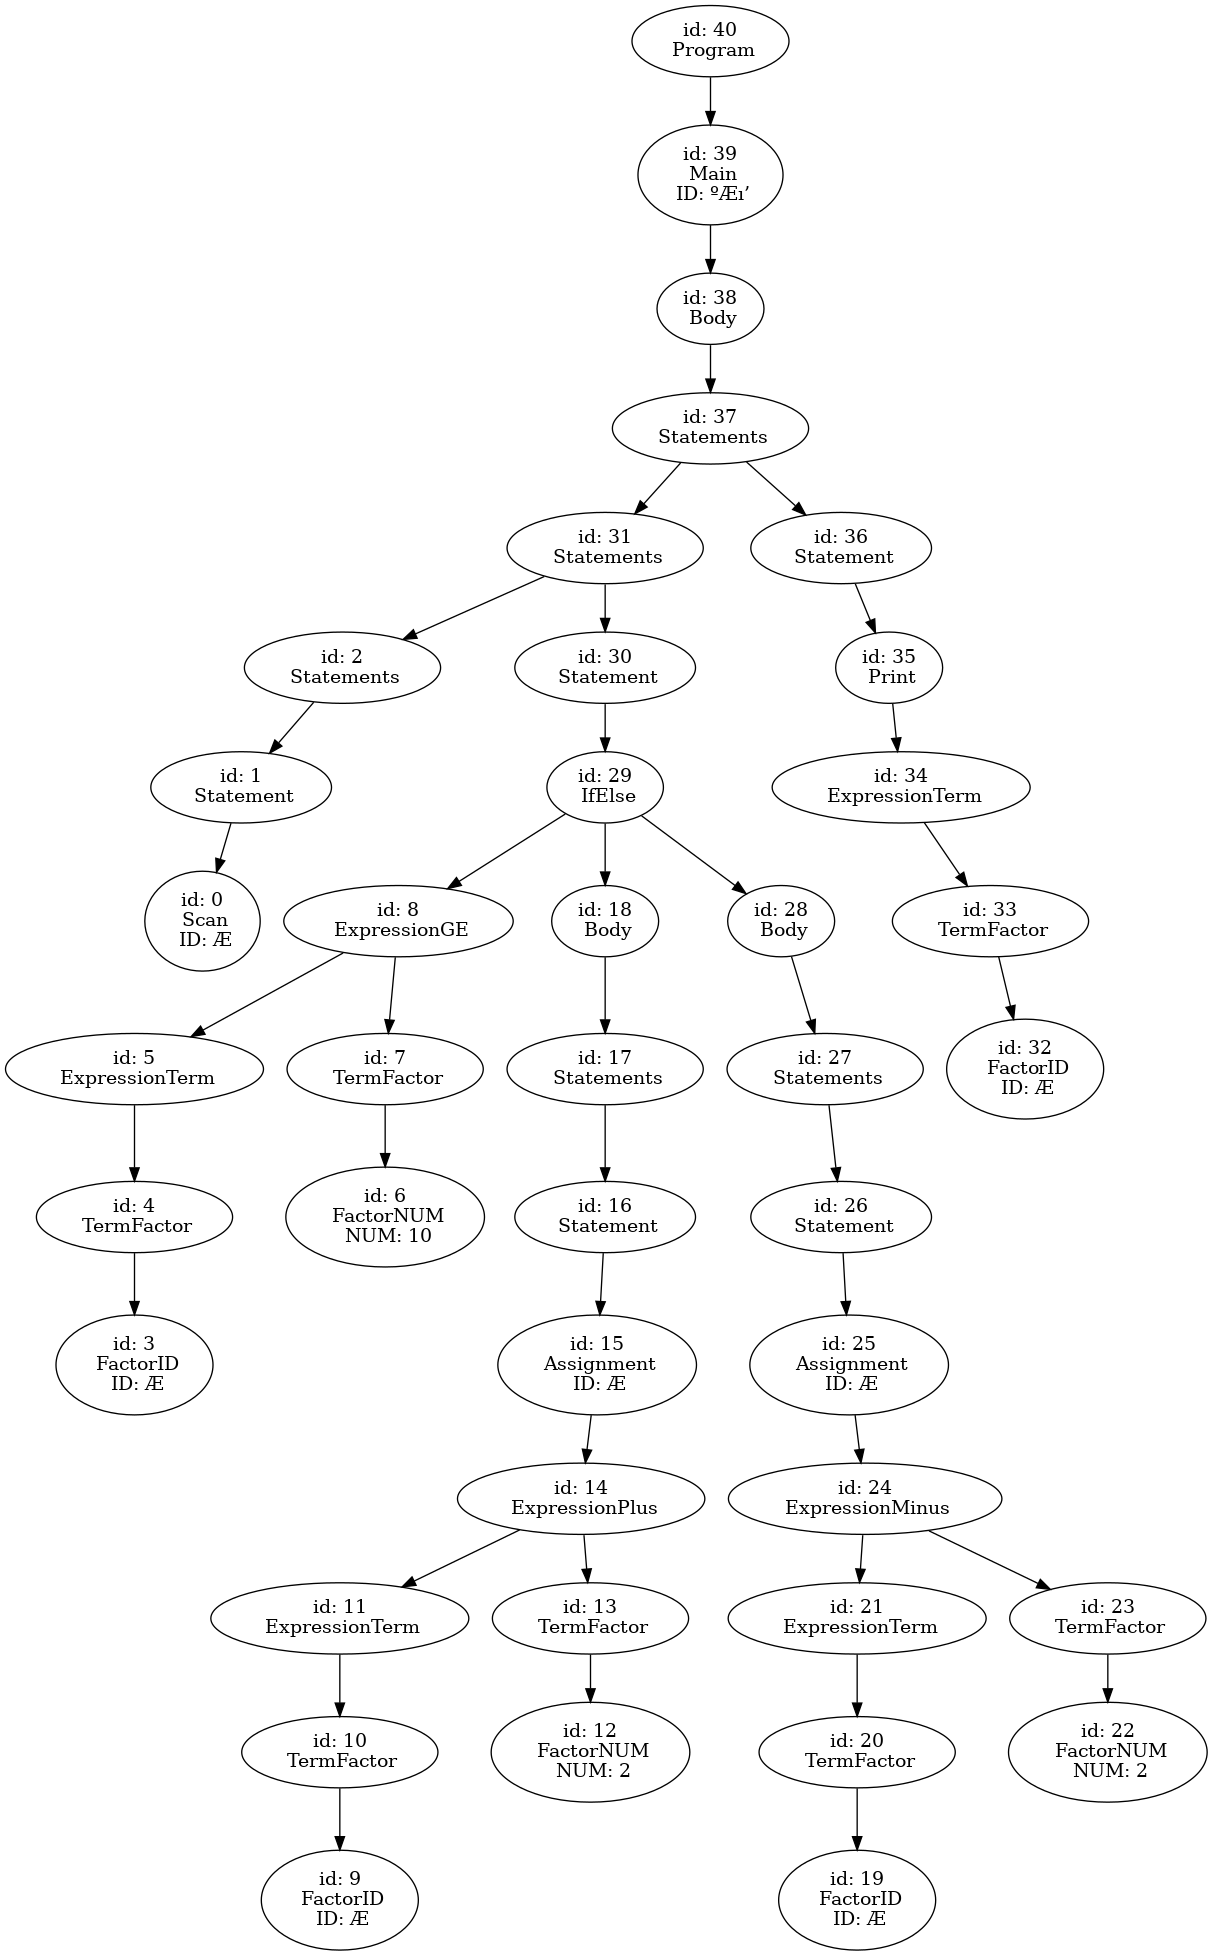 id: 40
Program
id: 39
Main
ID: ºÆı’
id: 38
Body
id: 37
Statements
id: 31
Statements
id: 36
Statement
id: 2
Statements
id: 30
Statement
id: 35
Print
id: 1
Statement
id: 29
IfElse
id: 34
ExpressionTerm
id: 0
Scan
ID: Æ
id: 8
ExpressionGE
id: 18
Body
id: 28
Body
id: 33
TermFactor
id: 5
ExpressionTerm
id: 7
TermFactor
id: 17
Statements
id: 27
Statements
id: 32
FactorID
ID: Æ
id: 4
TermFactor
id: 6
FactorNUM
NUM: 10
id: 16
Statement
id: 26
Statement
id: 3
FactorID
ID: Æ
id: 15
Assignment
ID: Æ
id: 25
Assignment
ID: Æ
id: 14
ExpressionPlus
id: 24
ExpressionMinus
id: 11
ExpressionTerm
id: 13
TermFactor
id: 21
ExpressionTerm
id: 23
TermFactor
id: 10
TermFactor
id: 12
FactorNUM
NUM: 2
id: 20
TermFactor
id: 22
FactorNUM
NUM: 2
id: 9
FactorID
ID: Æ
id: 19
FactorID
ID: Æ